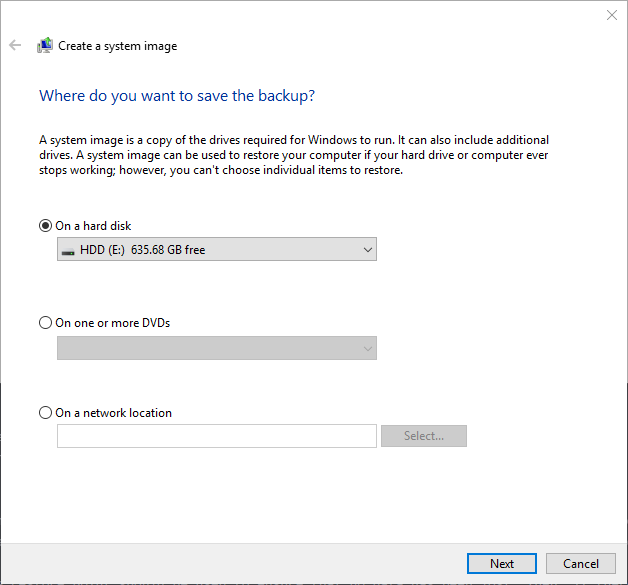 Create a system image
Where do you want to save the backup?
A system image is a copy of the drives required for Windows to run. It can also include additional
drives. A system image can be used to restore your computer if your hard drive or computer ever
stops working; however, you can't choose individual items to restore.
On a hard disk
HDD (E:)  635.68 GB free
On one or more DVDs
On a network location
Select...
Next
Cancel